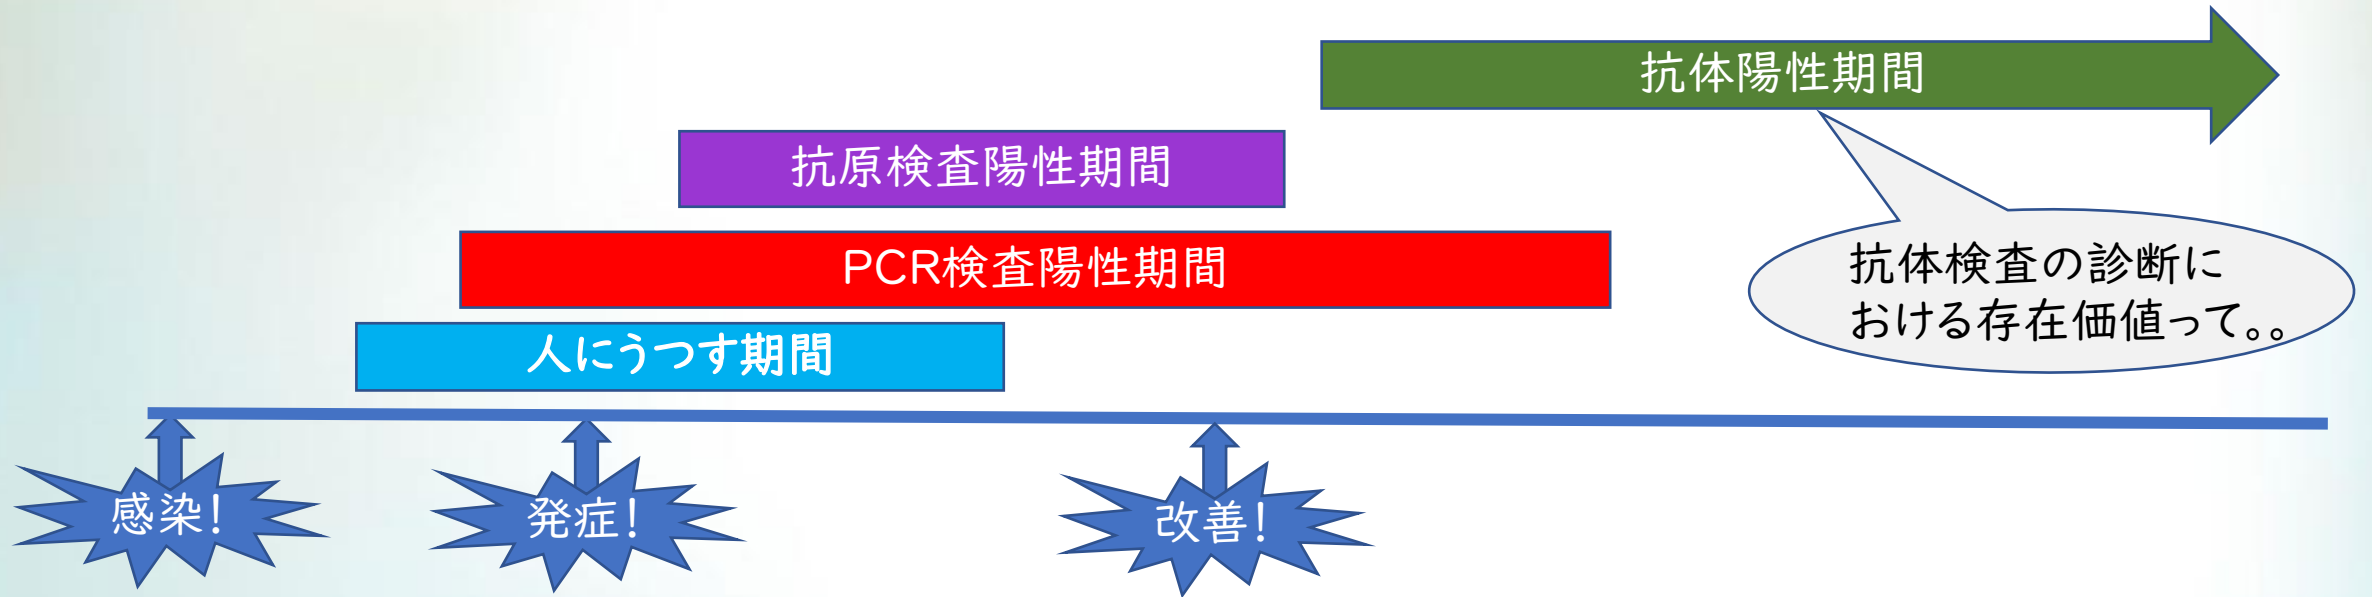 抗体陽性期間
抗原検査陽性期間
PCR検査陽性期間
抗体検査の診断に
おける存在価値って。。
人にうつす期間
感染!
発症!
改善!